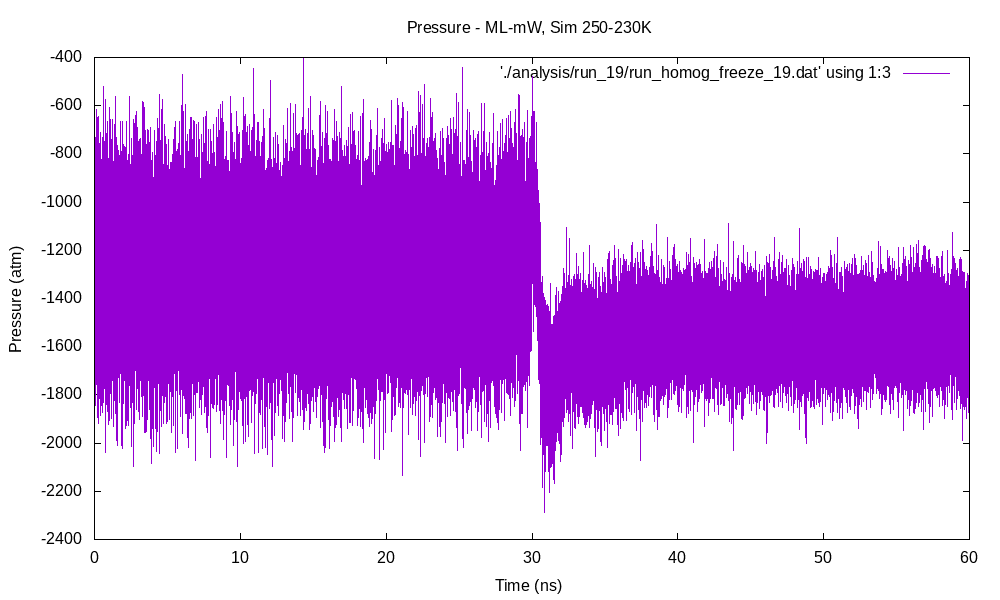 Pressure - ML-mW, Sim 250-230K
'./analysis/run_19/run_homog_freeze_19.dat' using 1:3
-400
-600
-800
-1000
-1200
-1400
-1600
-1800
-2000
-2200
-2400
Pressure (atm)
0 10 20 30 40 50 60
Time (ns)